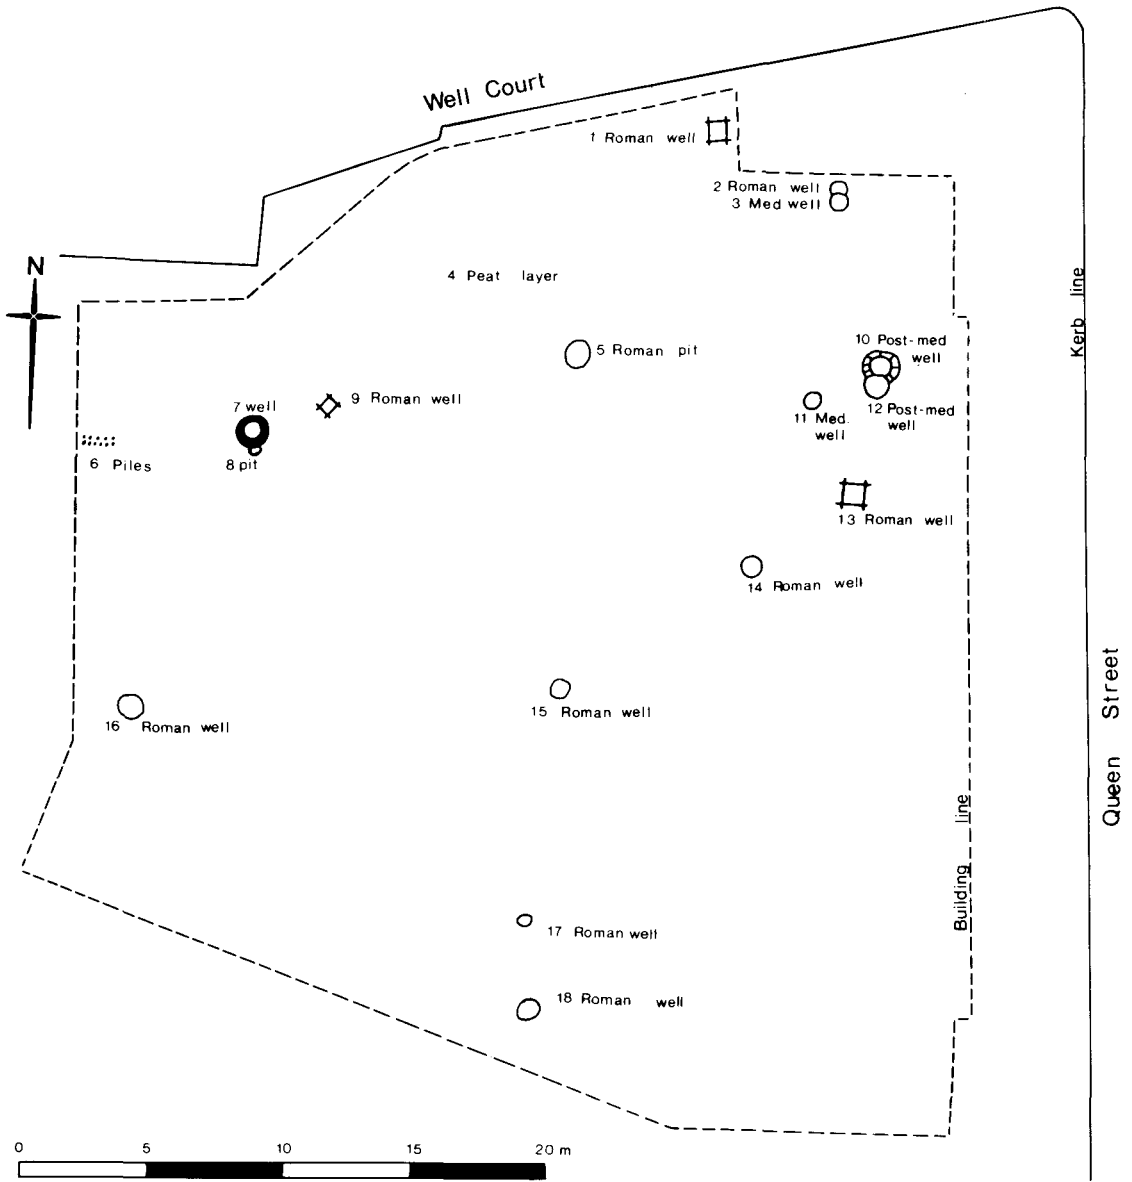 Well Court
1 Roman well
2 Roman well
3 Med well
N
4 Peat layer
Kerb line
5 Roman pit
10 Post-med
well
7 well
9 Roman well
11 Med.
well
12 Post-med
well
6 Piles
8 pit
13 Roman well
14 Roman well
16 Roman well
15 Roman well
Queen Street
Building line
17 Roman well
18 Roman well
0 5 10 15 20 m